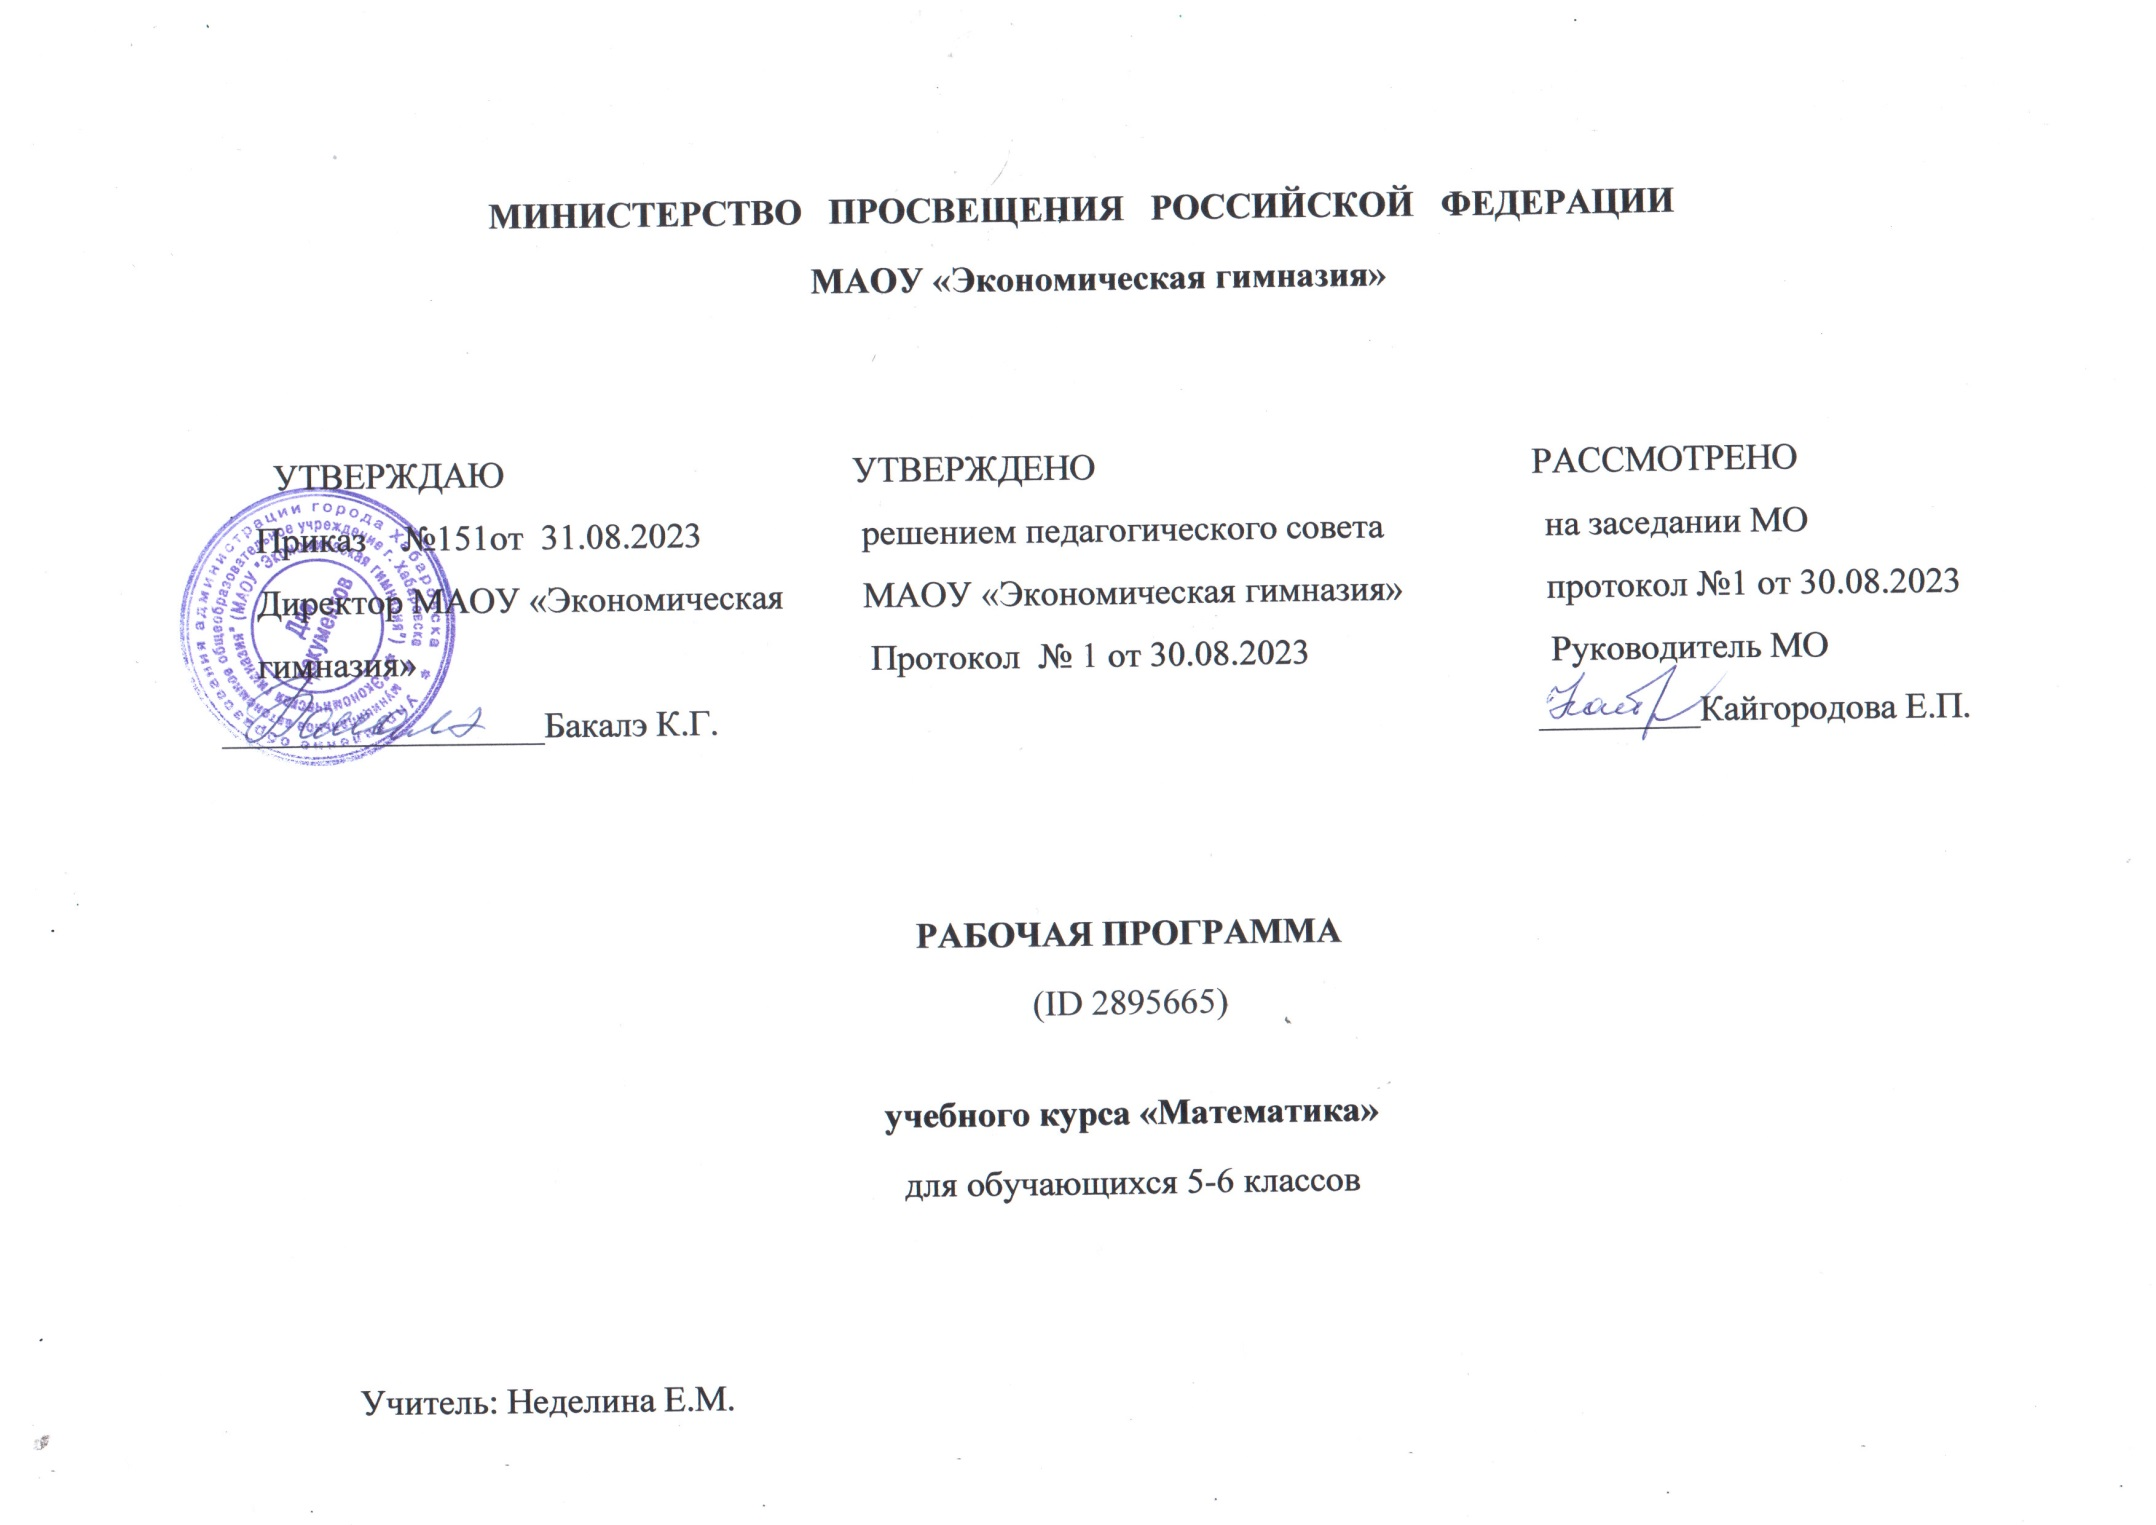 МИНИСТЕРСТВО ПРОСВЕЩЕНИЯ РОССИЙСКОЙ ФЕДЕРАЦИИ
МАОУ «Экономическая гимназия»
УТВЕРЖДАЮ
Приказ №151от 31.08.2023
Директор МАОУ «Экономическая
гимназия»
Бакалэ К.Г.
УТВЕРЖДЕНО
решением педагогического совета
МАОУ «Экономическая гимназия»
Протокол № 1 от 30.08.2023
РАССМОТРЕНО
на заседании МО
протокол №1 от 30.08.2023
Руководитель МО
Кайгородова Е.П.
Для
документов
РАБОЧАЯ ПРОГРАММА
(ID 2895665)
учебного курса «Математика»
для обучающихся 5-6 классов
Учитель: Неделина Е.М.